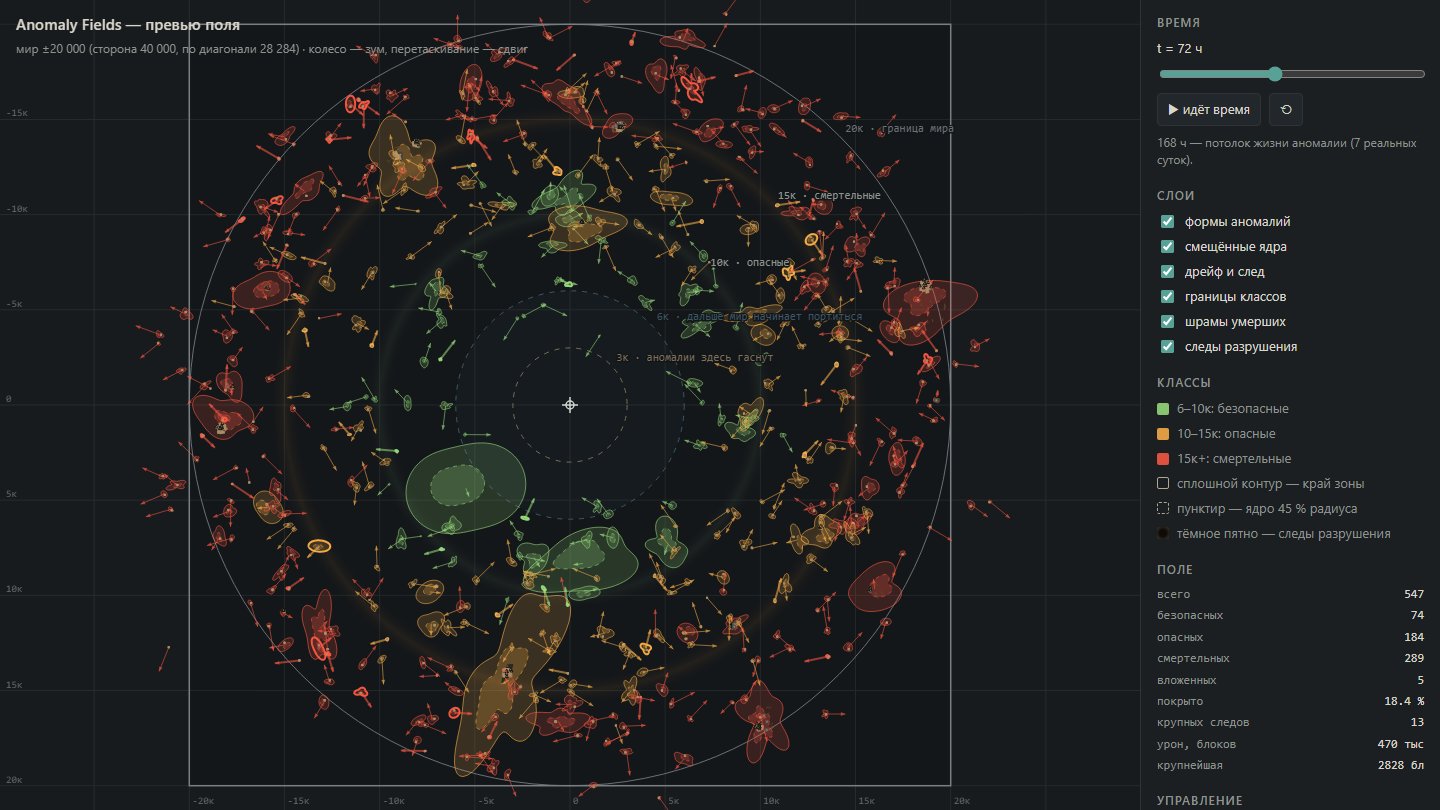 Anomaly Fields — превью поля
мир ±20 000 (сторона 40 000, по диагонали 28 284) · колесо — зум, перетаскивание — сдвиг
20к · граница мира
15к · смертельные
10к · опасные
6к · дальше мир начинает портиться
3к · аномалии здесь гаснут
-15к
-10к
-5к
0
5к
10к
15к
20к
-20к
-15к
-10к
-5к
0
5к
10к
15к
20к
ВРЕМЯ
t = 72 ч
▶ идёт время
⟲
168 ч — потолок жизни аномалии (7 реальных
суток).
СЛОИ
формы аномалий
смещённые ядра
дрейф и след
границы классов
шрамы умерших
следы разрушения
КЛАССЫ
6–10к: безопасные
10–15к: опасные
15к+: смертельные
сплошной контур — край зоны
пунктир — ядро 45 % радиуса
тёмное пятно — следы разрушения
ПОЛЕ
всего 547
безопасных 74
опасных 184
смертельных 289
вложенных 5
покрыто 18.4 %
крупных следов 13
урон, блоков 470 тыс
крупнейшая 2828 бл
УПРАВЛЕНИЕ